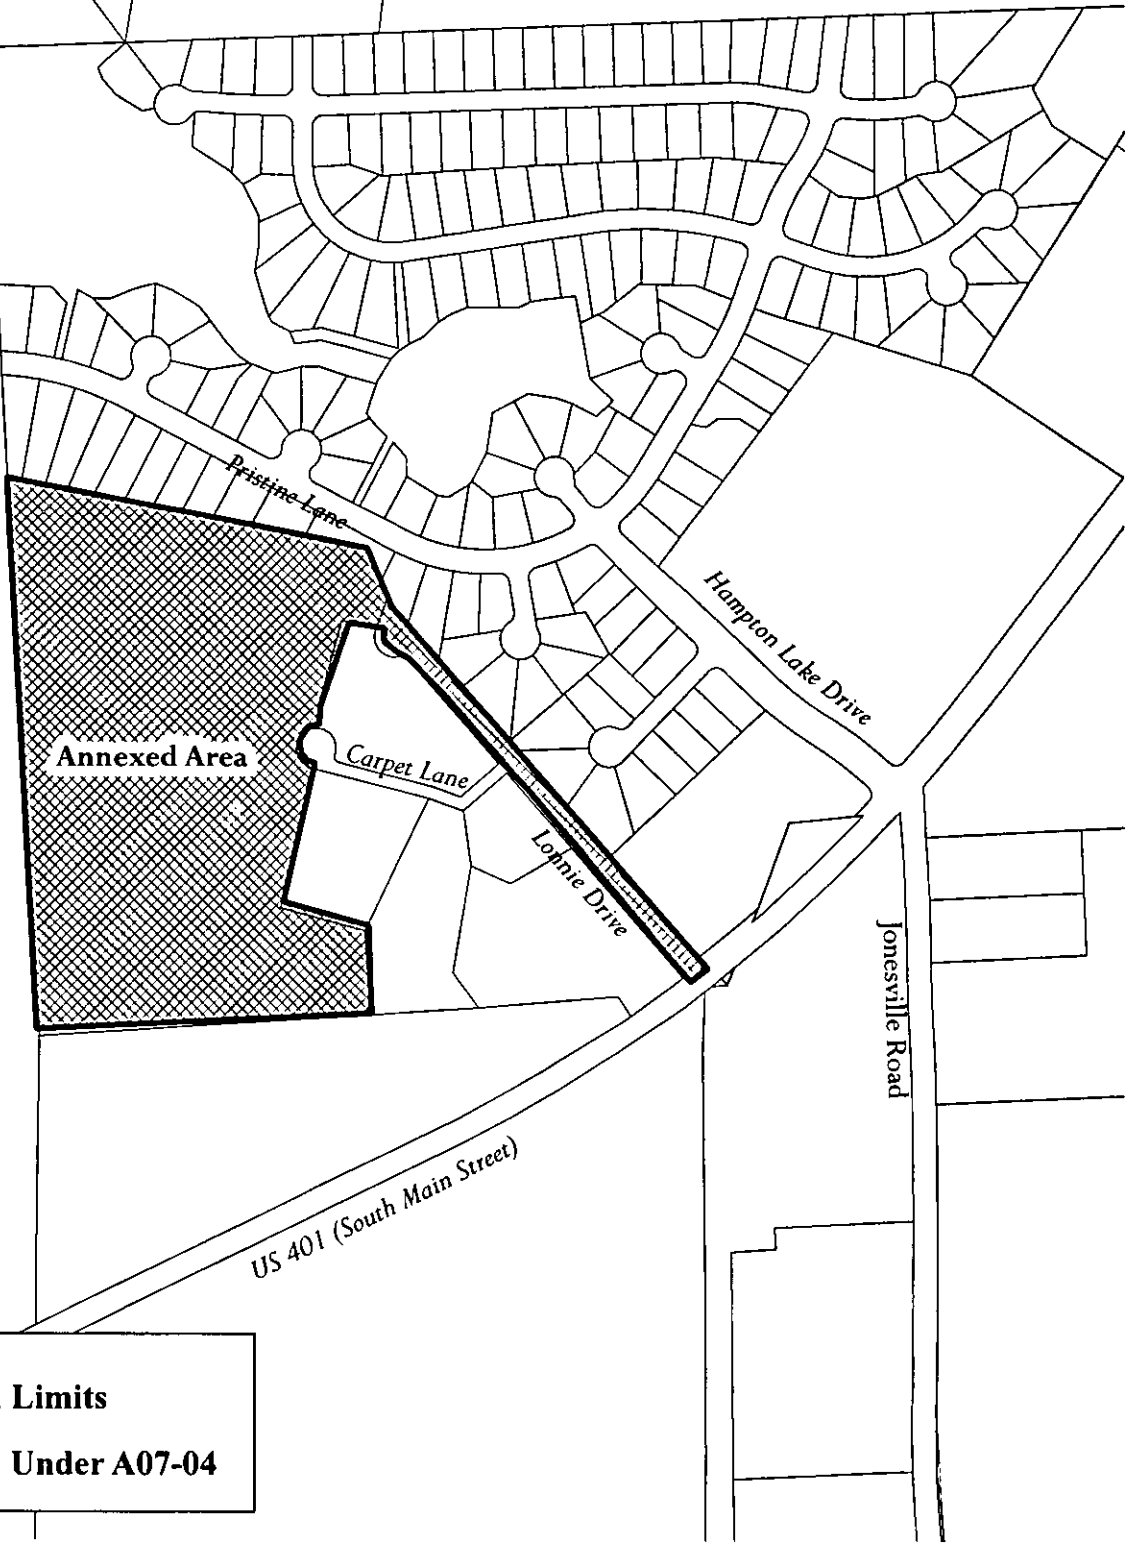 Pristine Lane
Hampton Lake Drive
Annexed Area
Carpet Lane
Lonnie Drive
Jonesville Road
US 401 (South Main Street)
Limits
Under A07-04